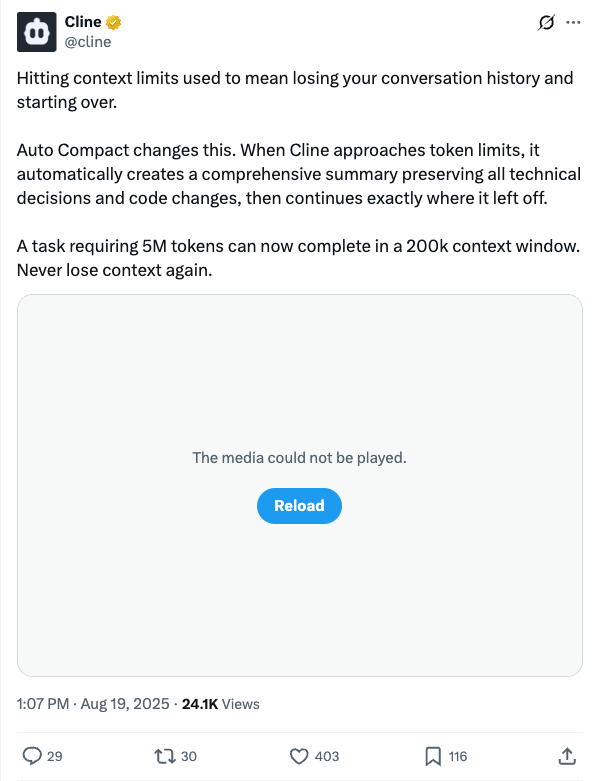 Cline
@cline
Hitting context limits used to mean losing your conversation history and
starting over.
Auto Compact changes this. When Cline approaches token limits, it
automatically creates a comprehensive summary preserving all technical
decisions and code changes, then continues exactly where it left off.
A task requiring 5M tokens can now complete in a 200k context window.
Never lose context again.
The media could not be played.
Reload
1:07 PM · Aug 19, 2025 · 24.1K Views
29 30 403 116